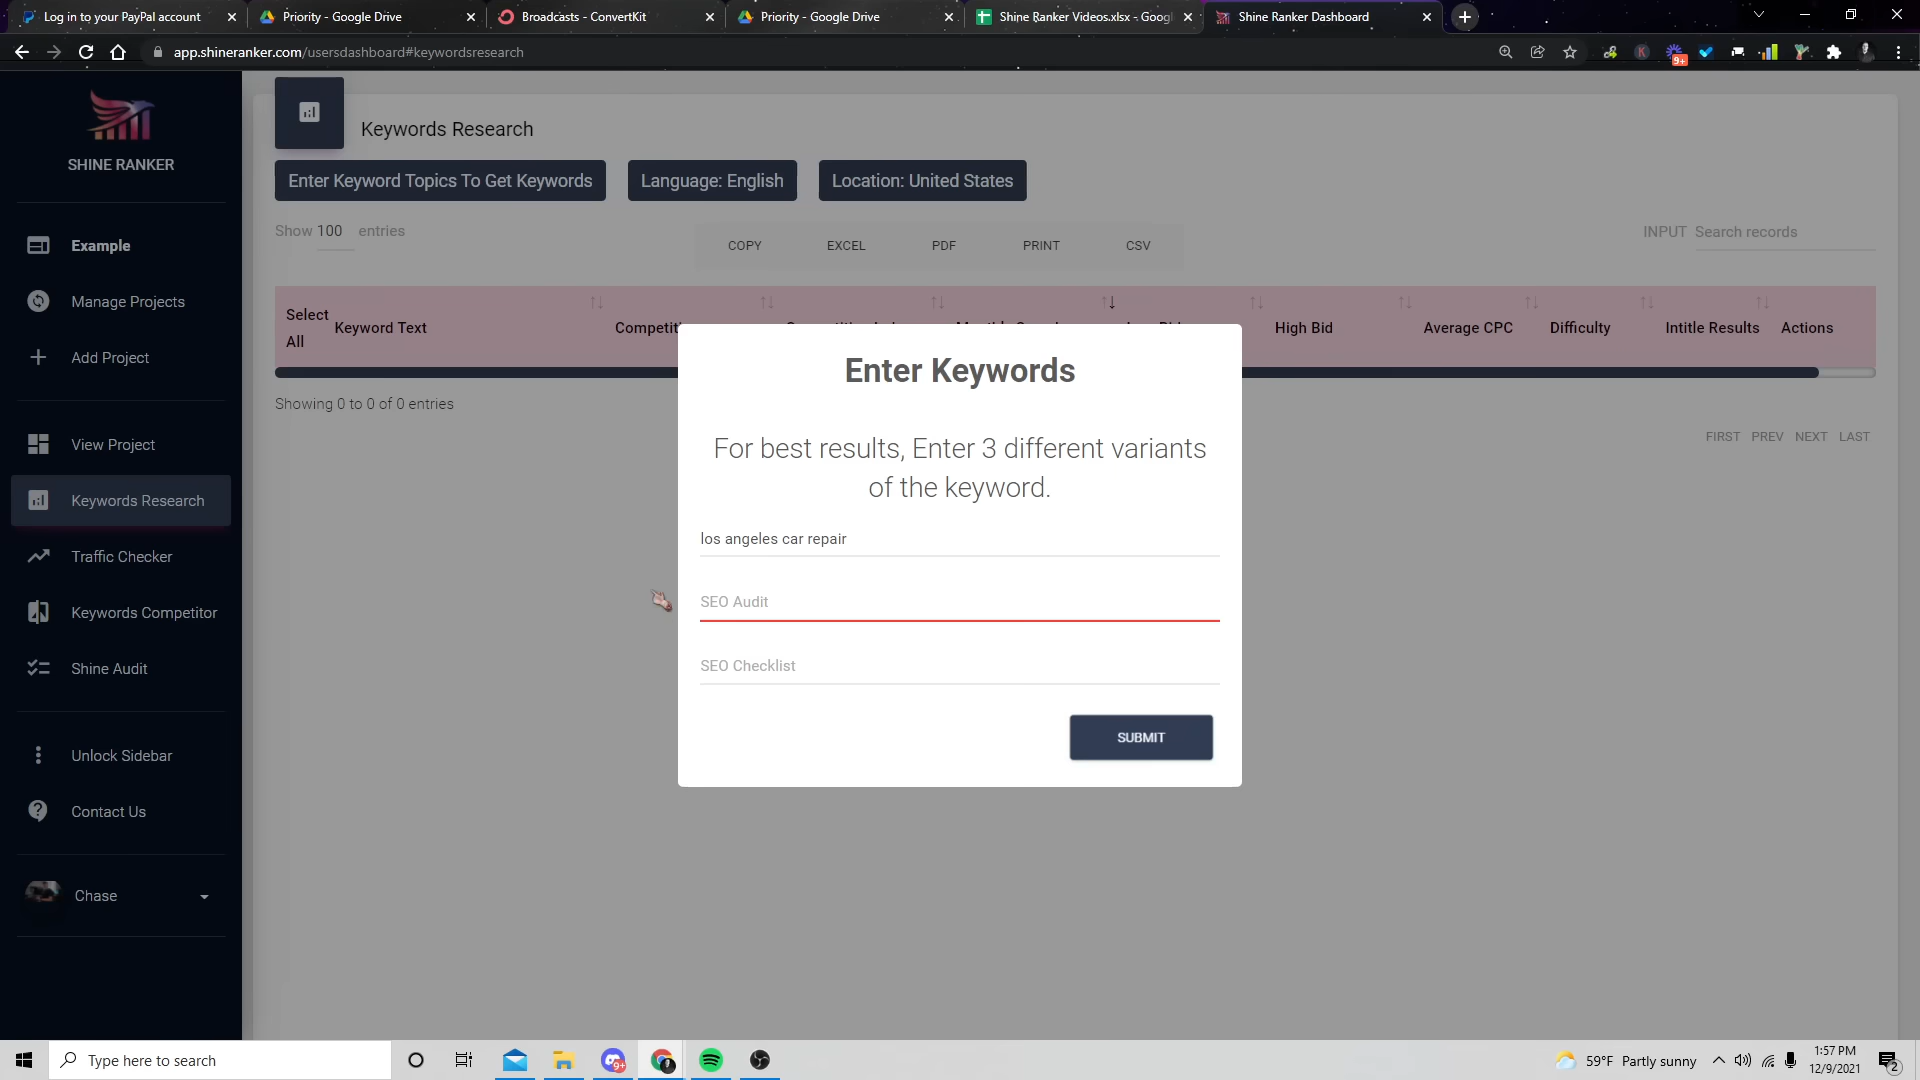 Log in to your PayPal account
Priority - Google Drive
Broadcasts - ConvertKit
Priority - Google Drive
Shine Ranker Videos.xlsx - Googl
Shine Ranker Dashboard
app.shineranker.com/usersdashboard#keywordsresearch
K
9+
SHINE RANKER
Example
Manage Projects
Add Project
View Project
Keywords Research
Traffic Checker
Keywords Competitor
Shine Audit
Unlock Sidebar
Contact Us
Chase
Keywords Research
Enter Keyword Topics To Get Keywords
Language: English
Location: United States
Show 100 entries
COPY EXCEL PDF PRINT CSV
INPUT Search records
Select All
Keyword Text
High Bid
Average CPC
Difficulty
Intitle Results
Actions
Showing 0 to 0 of 0 entries
FIRST PREV NEXT LAST
Enter Keywords
For best results, Enter 3 different variants
of the keyword.
los angeles car repair
SEO Audit
SEO Checklist
SUBMIT
Type here to search
9+
59°F Partly sunny
1:57 PM
12/9/2021
2